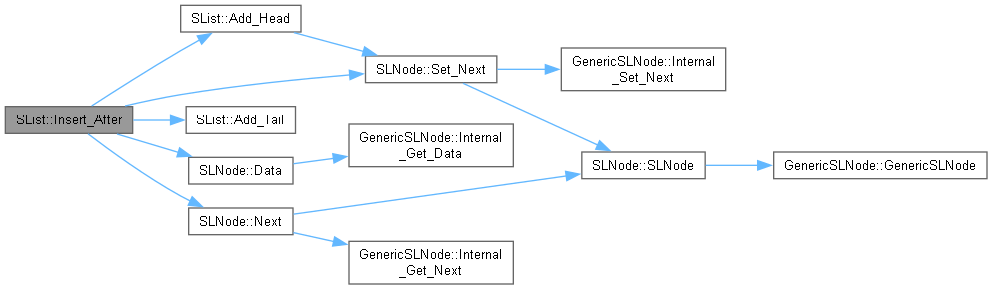 SList::Add_Head
SLNode::Set_Next
GenericSLNode::Internal
_Set_Next
SList::Insert_After
SList::Add_Tail
GenericSLNode::Internal
_Get_Data
SLNode::Data
SLNode::SLNode
GenericSLNode::GenericSLNode
SLNode::Next
GenericSLNode::Internal
_Get_Next